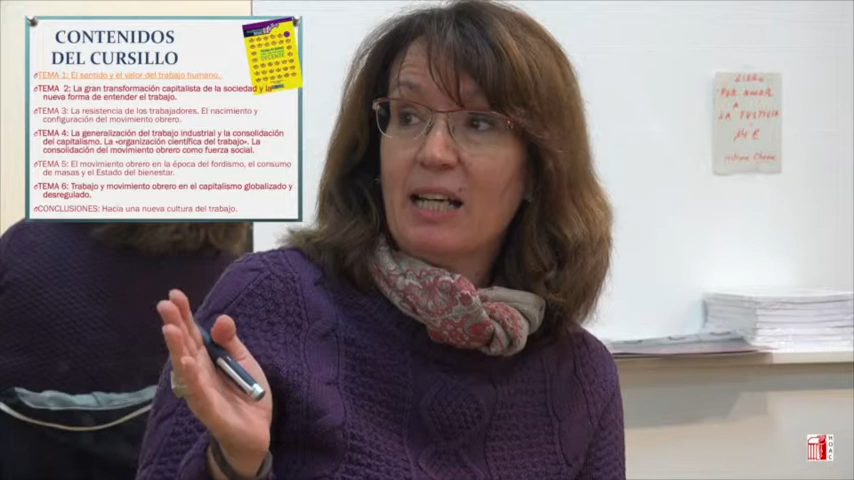 CONTENIDOS
DEL CURSILLO
TEMA 1: El sentido y el valor del trabajo humano.
TEMA 2: La gran transformación capitalista de la sociedad y la
nueva forma de entender el trabajo.
TEMA 3: La resistencia de los trabajadores. El nacimiento y
configuración del movimiento obrero.
TEMA 4: La generalización del trabajo industrial y la consolidación
del capitalismo. La «organización científica del trabajo». La
consolidación del movimiento obrero como fuerza social.
TEMA 5: El movimiento obrero en la época del fordismo, el consumo
de masas y el Estado del bienestar.
TEMA 6: Trabajo y movimiento obrero en el capitalismo globalizado y
desregulado.
CONCLUSIONES: Hacia una nueva cultura del trabajo.
LIBRO
POR AMOR
A
LA JUSTICIA
14 €
HOAC